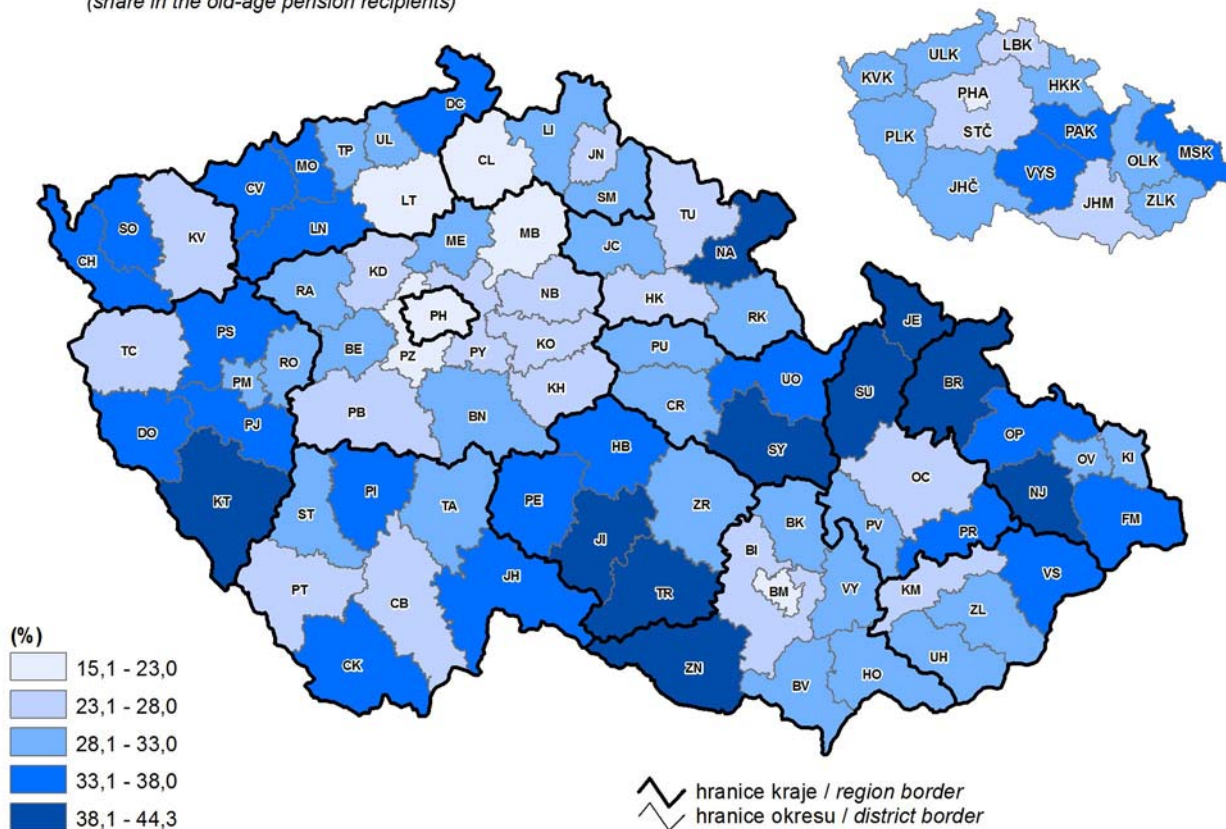 (share in the old-age pension recipients)
DC
LI
JN
SM
UL
TP
MO
CL
LT
CV
LN
SO
KV
CH
TU
NA
MB
ME
JC
KD
RA
NB
HK
RK
PH
PS
TC
RO
BE
PZ
PY
KO
PU
PM
KH
UO
JE
SU
BR
PB
BN
CR
DO
PJ
HB
SY
OP
OV
KI
OC
NJ
KT
ST
PI
TA
PE
ZR
BK
PV
PR
FM
JI
BI
VS
PT
CB
JH
TR
BM
VY
KM
ZL
CK
ZN
BV
HO
UH
ULK
LBK
KVK
HKK
PHA
STČ
PLK
PAK
MSK
OLK
VYS
JHČ
JHM
ZLK
(%)
15,1 - 23,0
23,1 - 28,0
28,1 - 33,0
33,1 - 38,0
38,1 - 44,3
hranice kraje / region border
hranice okresu / district border